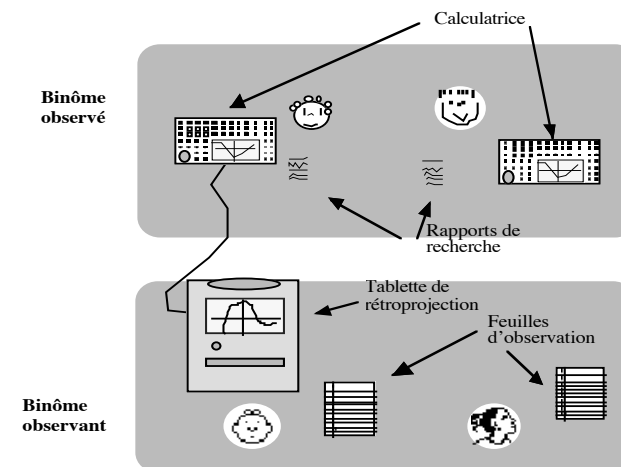 Calculatrice
Binôme
observé
Rapports de
recherche
Tablette de
rétroprojection
Feuilles
d’observation
Binôme
observant